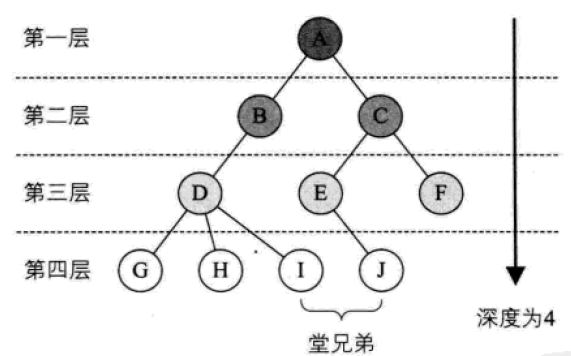 第一层 A
第二层 B C
第三层 D E F
第四层 G H I J
深度为4
堂兄弟